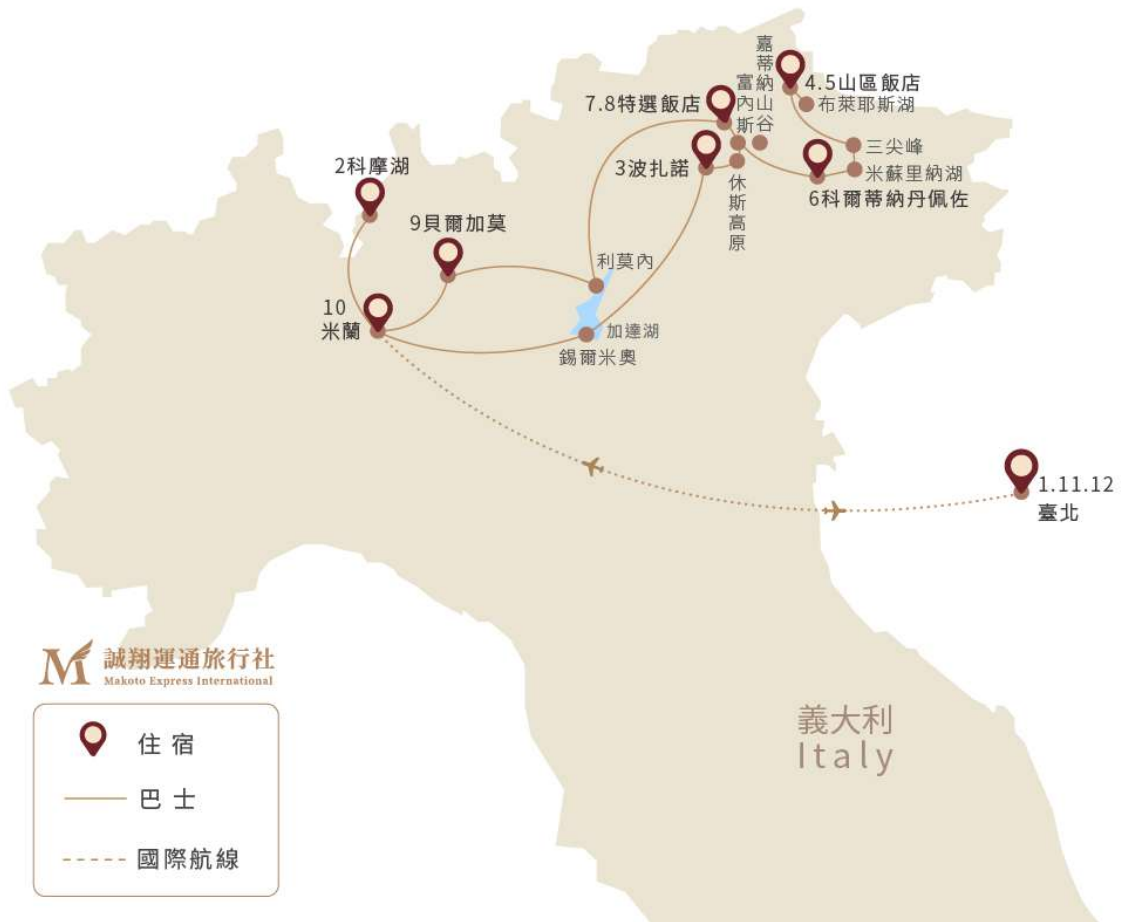 嘉蒂納山谷
富內斯
4.5山區飯店
布萊耶斯湖
7.8特選飯店
三尖峰
3波扎諾
米蘇里納湖
6科爾蒂納丹佩佐
休斯高原
2科摩湖
9貝爾加莫
利莫內
10
米蘭
加達湖
錫爾米奧
1.11.12
臺北
誠翔運通旅行社
Makoto Express International
住宿
巴士
國際航線
義大利
Italy